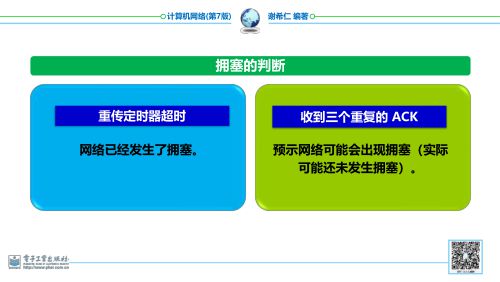 计算机网络(第7版)
谢希仁 编著
拥塞的判断
重传定时器超时
网络已经发生了拥塞。
收到三个重复的 ACK
预示网络可能会出现拥塞（实际
可能还未发生拥塞）。
电子工业出版社
http://www.phei.com.cn